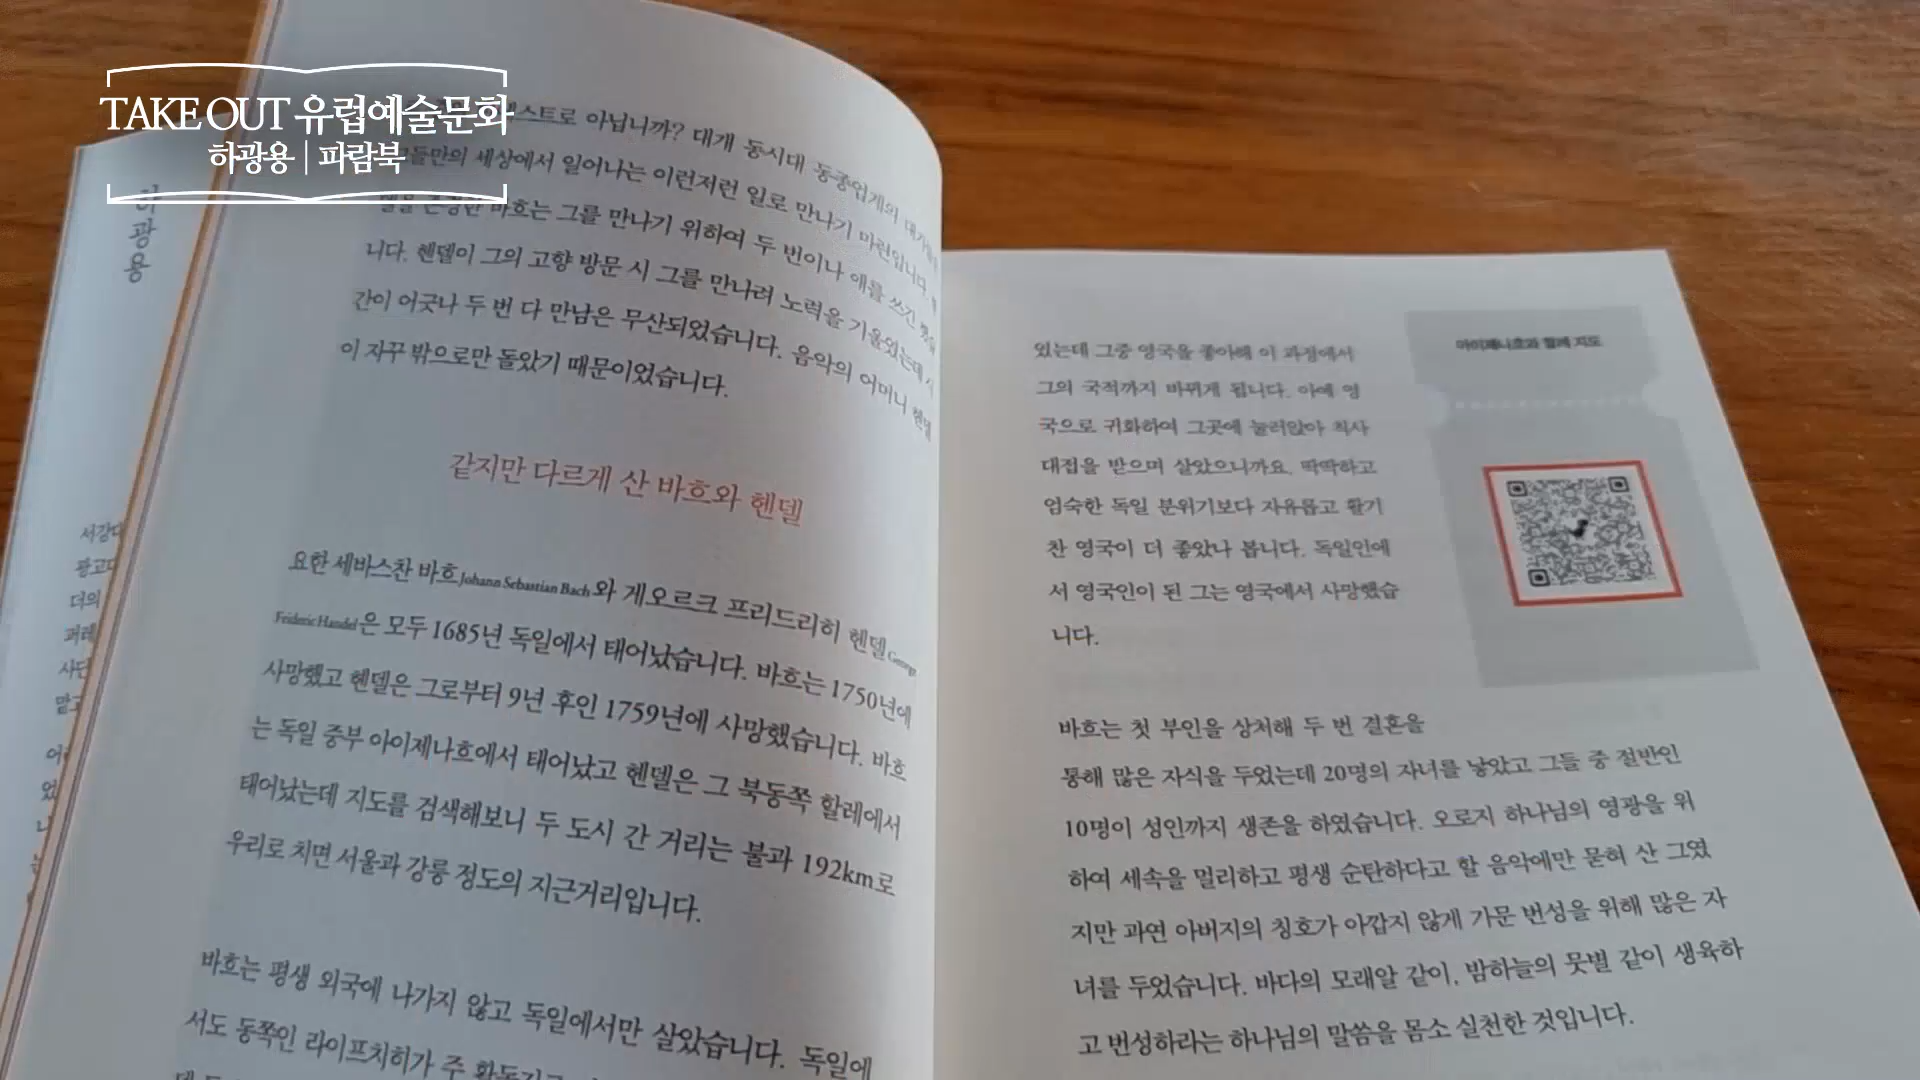 TAKE OUT 유럽예술문화
하광용 | 파람북
하광용
아닙니까? 대개 동시대 동종업계의
세상에서 일어나는 이런저런 일로 만나기 마련입니다.
바흐는 그를 만나기 위하여 두 번이나 애를 쓰긴
니다. 헨델이 그의 고향 방문 시 그를 만나려 노력을 기울였는데
간이 어긋나 두 번 다 만남은 무산되었습니다. 음악의 어머니 헨델
이 자꾸 밖으로만 돌았기 때문이었습니다.
같지만 다르게 산 바흐와 헨델
요한 세바스찬 바흐Johann Sebastian Bach와 게오르크 프리드리히 헨델George
Frideric Handel은 모두 1685년 독일에서 태어났습니다. 바흐는 1750년에
사망했고 헨델은 그로부터 9년 후인 1759년에 사망했습니다. 바흐
는 독일 중부 아이제나흐에서 태어났고 헨델은 그 북동쪽 할레에서
태어났는데 지도를 검색해보니 두 도시 간 거리는 불과 192km로
우리로 치면 서울과 강릉 정도의 지근거리입니다.
바흐는 평생 외국에 나가지 않고 독일에서만 살았습니다. 독일에
서도 동쪽인 라이프치히가 주
있는데 그중 영국을 좋아해 이 과정에서
그의 국적까지 바뀌게 됩니다. 아예 영
국으로 귀화하여 그곳에 눌러앉아 칙사
대접을 받으며 살았으니까요. 딱딱하고
엄숙한 독일 분위기보다 자유롭고 활기
찬 영국이 더 좋았나 봅니다. 독일인에
서 영국인이 된 그는 영국에서 사망했습
니다.
아이제나흐과 할레 지도
바흐는 첫 부인을 상처해 두 번 결혼을
통해 많은 자식을 두었는데 20명의 자녀를 낳았고 그들 중 절반인
10명이 성인까지 생존을 하였습니다. 오로지 하나님의 영광을 위
하여 세속을 멀리하고 평생 순탄하다고 할 음악에만 묻혀 산 그였
지만 과연 아버지의 칭호가 아깝지 않게 가문 번성을 위해 많은 자
녀를 두었습니다. 바다의 모래알 같이, 밤하늘의 뭇별 같이 생육하
고 번성하라는 하나님의 말씀을 몸소 실천한 것입니다.